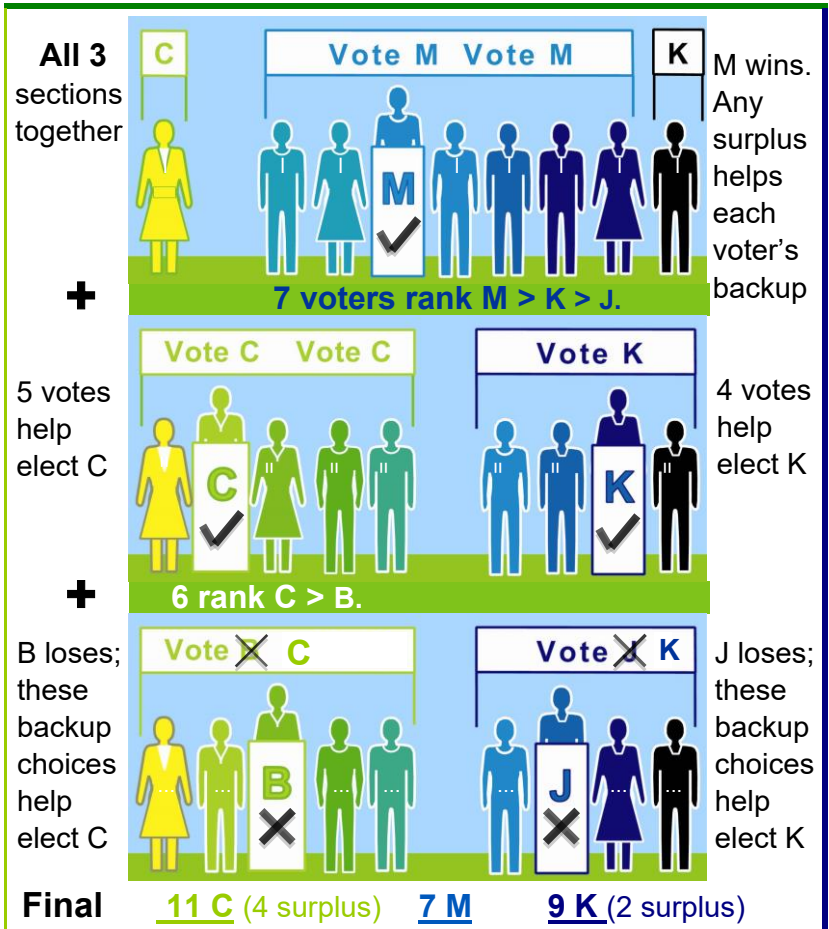 All 3
sections
together
C
Vote M Vote M
K
M
M wins.
Any
surplus
helps
each
voter’s
backup
+
7 voters rank M > K > J.
5 votes
help
elect C
Vote C Vote C
C
Vote K
K
4 votes
help
elect K
+
6 rank C > B.
B loses;
these
backup
choices
help
elect C
Vote B C
B
Vote J K
J
J loses;
these
backup
choices
help
elect K
Final 11 C (4 surplus) 7 M 9 K (2 surplus)